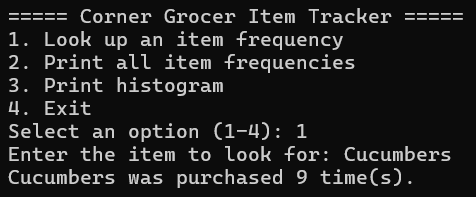 ===== Corner Grocer Item Tracker =====
1. Look up an item frequency
2. Print all item frequencies
3. Print histogram
4. Exit
Select an option (1-4): 1
Enter the item to look for: Cucumbers
Cucumbers was purchased 9 time(s).